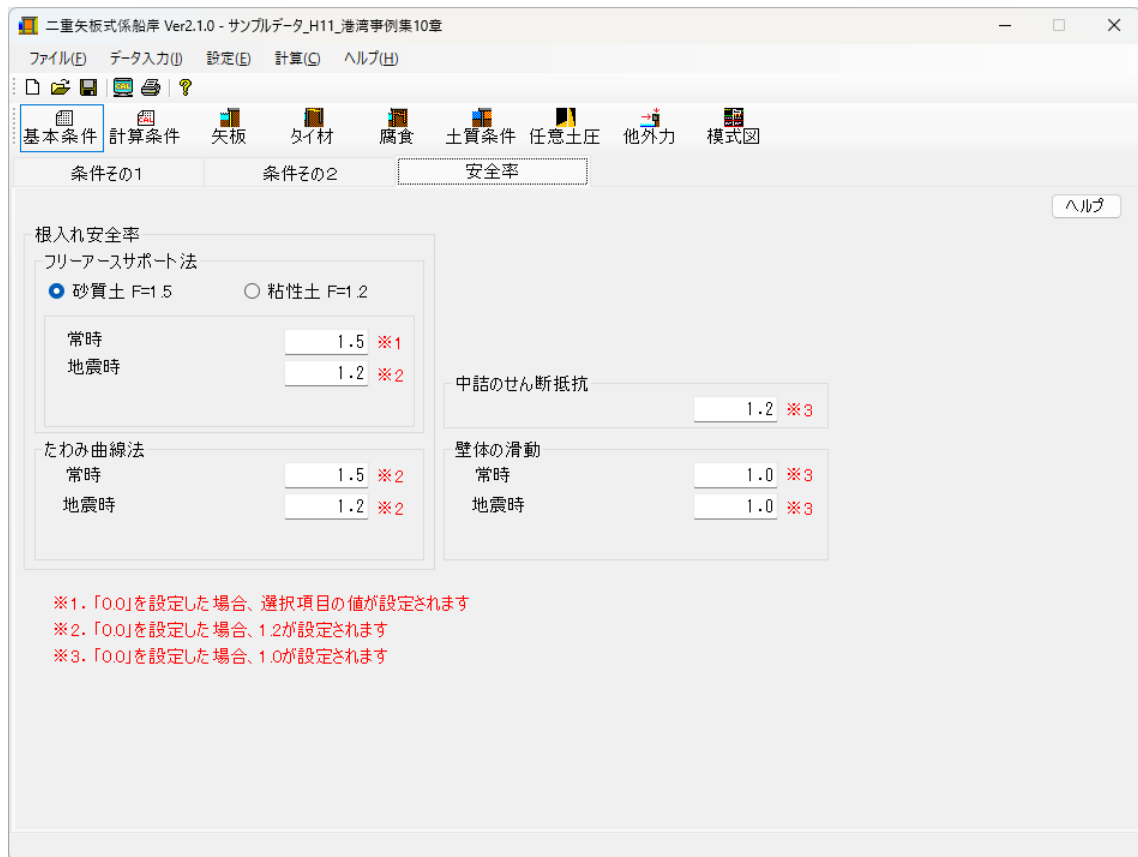 二重矢板式係船岸 Ver2.1.0 - サンプルデータ_H11_港湾事例集10章
ファイル(F) データ入力(I) 設定(E) 計算(C) ヘルプ(H)
基本条件 計算条件 矢板 タイ材 腐食 土質条件 任意土圧 他外力 模式図
条件その1 条件その2 安全率
ヘルプ
根入れ安全率
フリーアースサポート法
砂質土 F=1.5 粘性土 F=1.2
常時 1.5 ※1
地震時 1.2 ※2
中詰のせん断抵抗
1.2 ※3
たわみ曲線法
常時 1.5 ※2
地震時 1.2 ※2
壁体の滑動
常時 1.0 ※3
地震時 1.0 ※3
※1.「0.0」を設定した場合、選択項目の値が設定されます
※2.「0.0」を設定した場合、1.2が設定されます
※3.「0.0」を設定した場合、1.0が設定されます